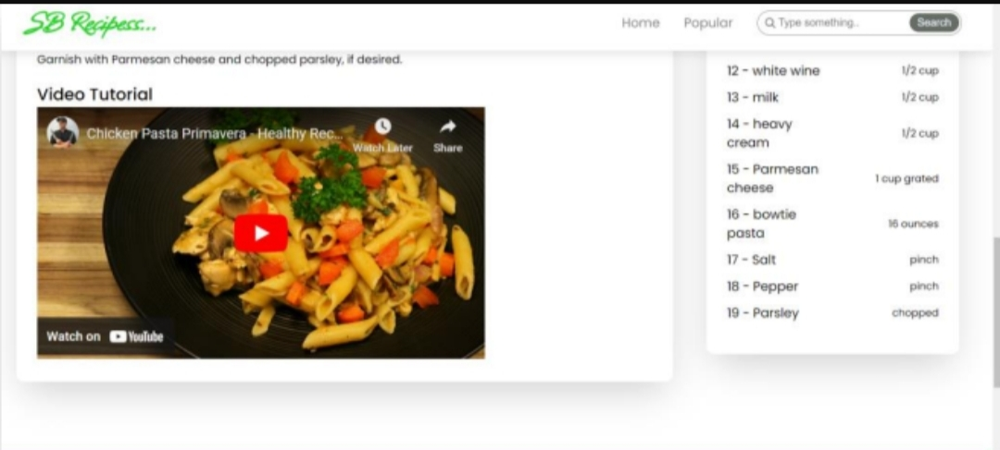 SB Recipess...
Home
Popular
Type something..
Search
Garnish with Parmesan cheese and chopped parsley, if desired.
Video Tutorial
Chicken Pasta Primavera - Healthy Rec...
Watch Later
Share
Watch on YouTube
12 - white wine 1/2 cup
13 - milk 1/2 cup
14 - heavy
cream 1/2 cup
15 - Parmesan
cheese 1 cup grated
16 - bowtie
pasta 16 ounces
17 - Salt pinch
18 - Pepper pinch
19 - Parsley chopped